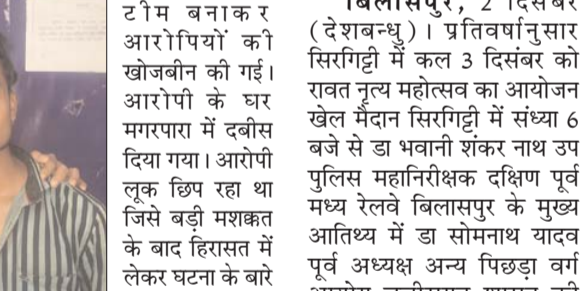 टीम बनाकर
आरोपियों की
खोजबीन की गई।
आरोपी के घर
मगरपारा में दबीस
दिया गया। आरोपी
लूक छिप रहा था
जिसे बड़ी मशक्कत
के बाद हिरासत में
लेकर घटना के बारे
बिलासपुर, 2 दिसंबर
(देशबन्धु)। प्रतिवर्षानुसार
सिरगिट्टी में कल 3 दिसंबर को
रावत नृत्य महोत्सव का आयोजन
खेल मैदान सिरगिट्टी में संध्या 6
बजे से डा भवानी शंकर नाथ उप
पुलिस महानिरीक्षक दक्षिण पूर्व
मध्य रेलवे बिलासपुर के मुख्य
आतिथ्य में डा सोमनाथ यादव
पूर्व अध्यक्ष अन्य पिछड़ा वर्ग